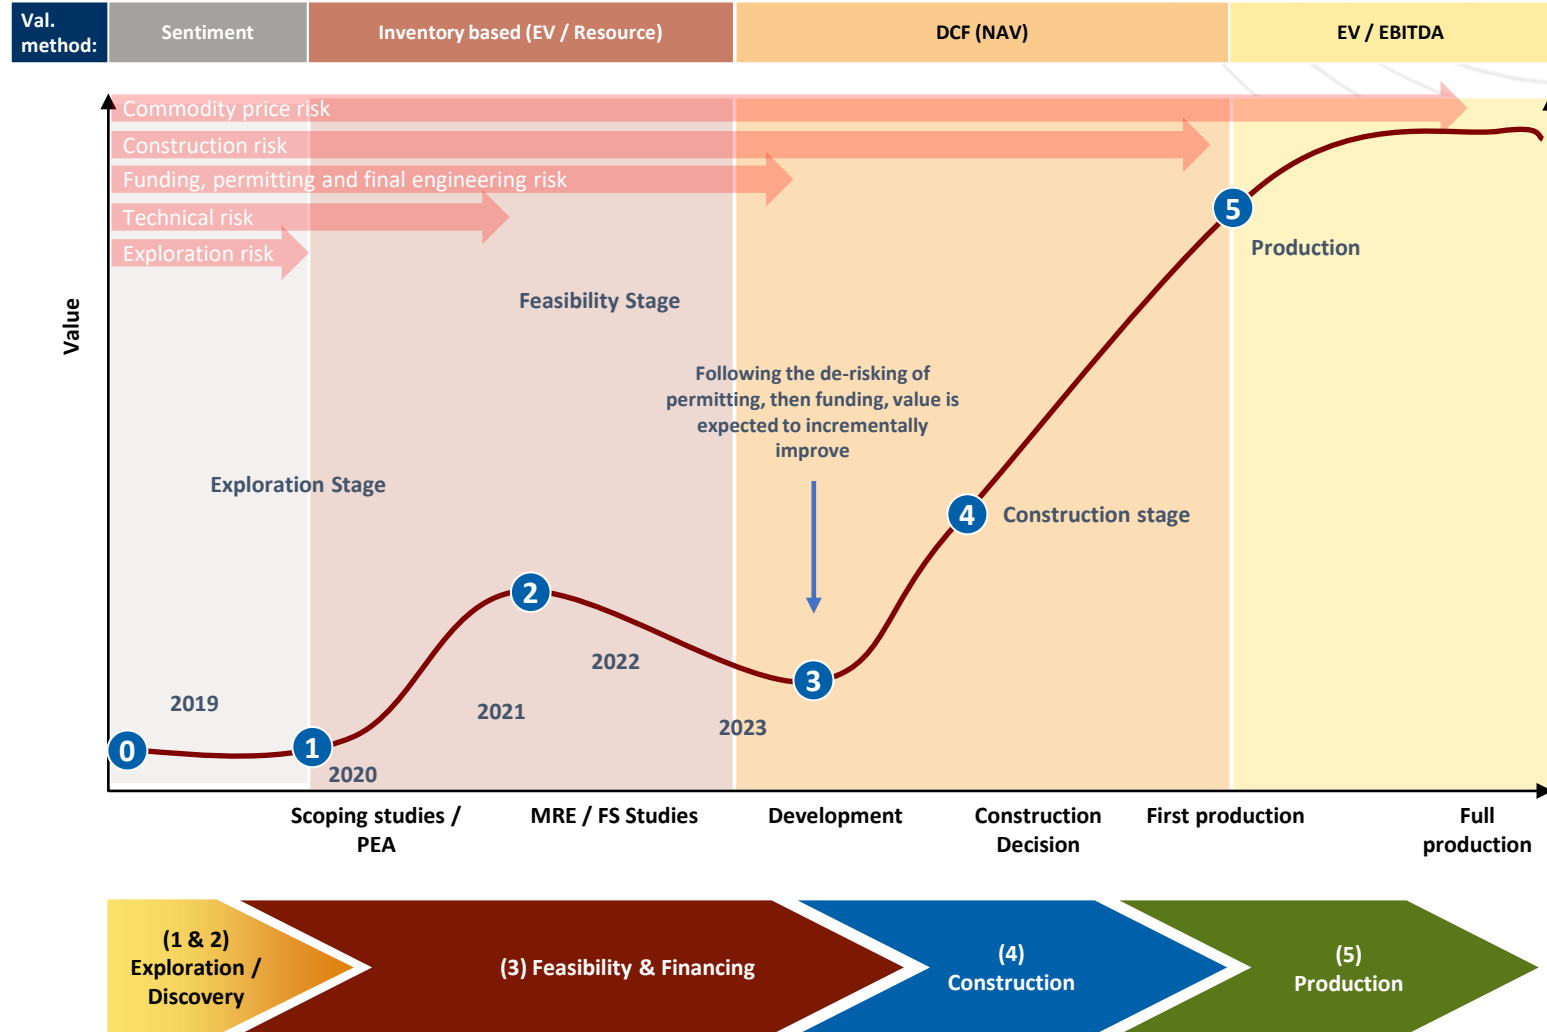 Val.
method:
Sentiment
Inventory based (EV / Resource)
DCF (NAV)
EV / EBITDA
Commodity price risk
Construction risk
Funding, permitting and final engineering risk
Technical risk
Exploration risk
Value
Feasibility Stage
Exploration Stage
Following the de-risking of
permitting, then funding, value is
expected to incrementally
improve
Construction stage
Production
0
1
2
3
4
5
2019
2020
2021
2022
2023
Scoping studies /
PEA
MRE / FS Studies
Development
Construction
Decision
First production
Full
production
(1 & 2)
Exploration /
Discovery
(3) Feasibility & Financing
(4)
Construction
(5)
Production